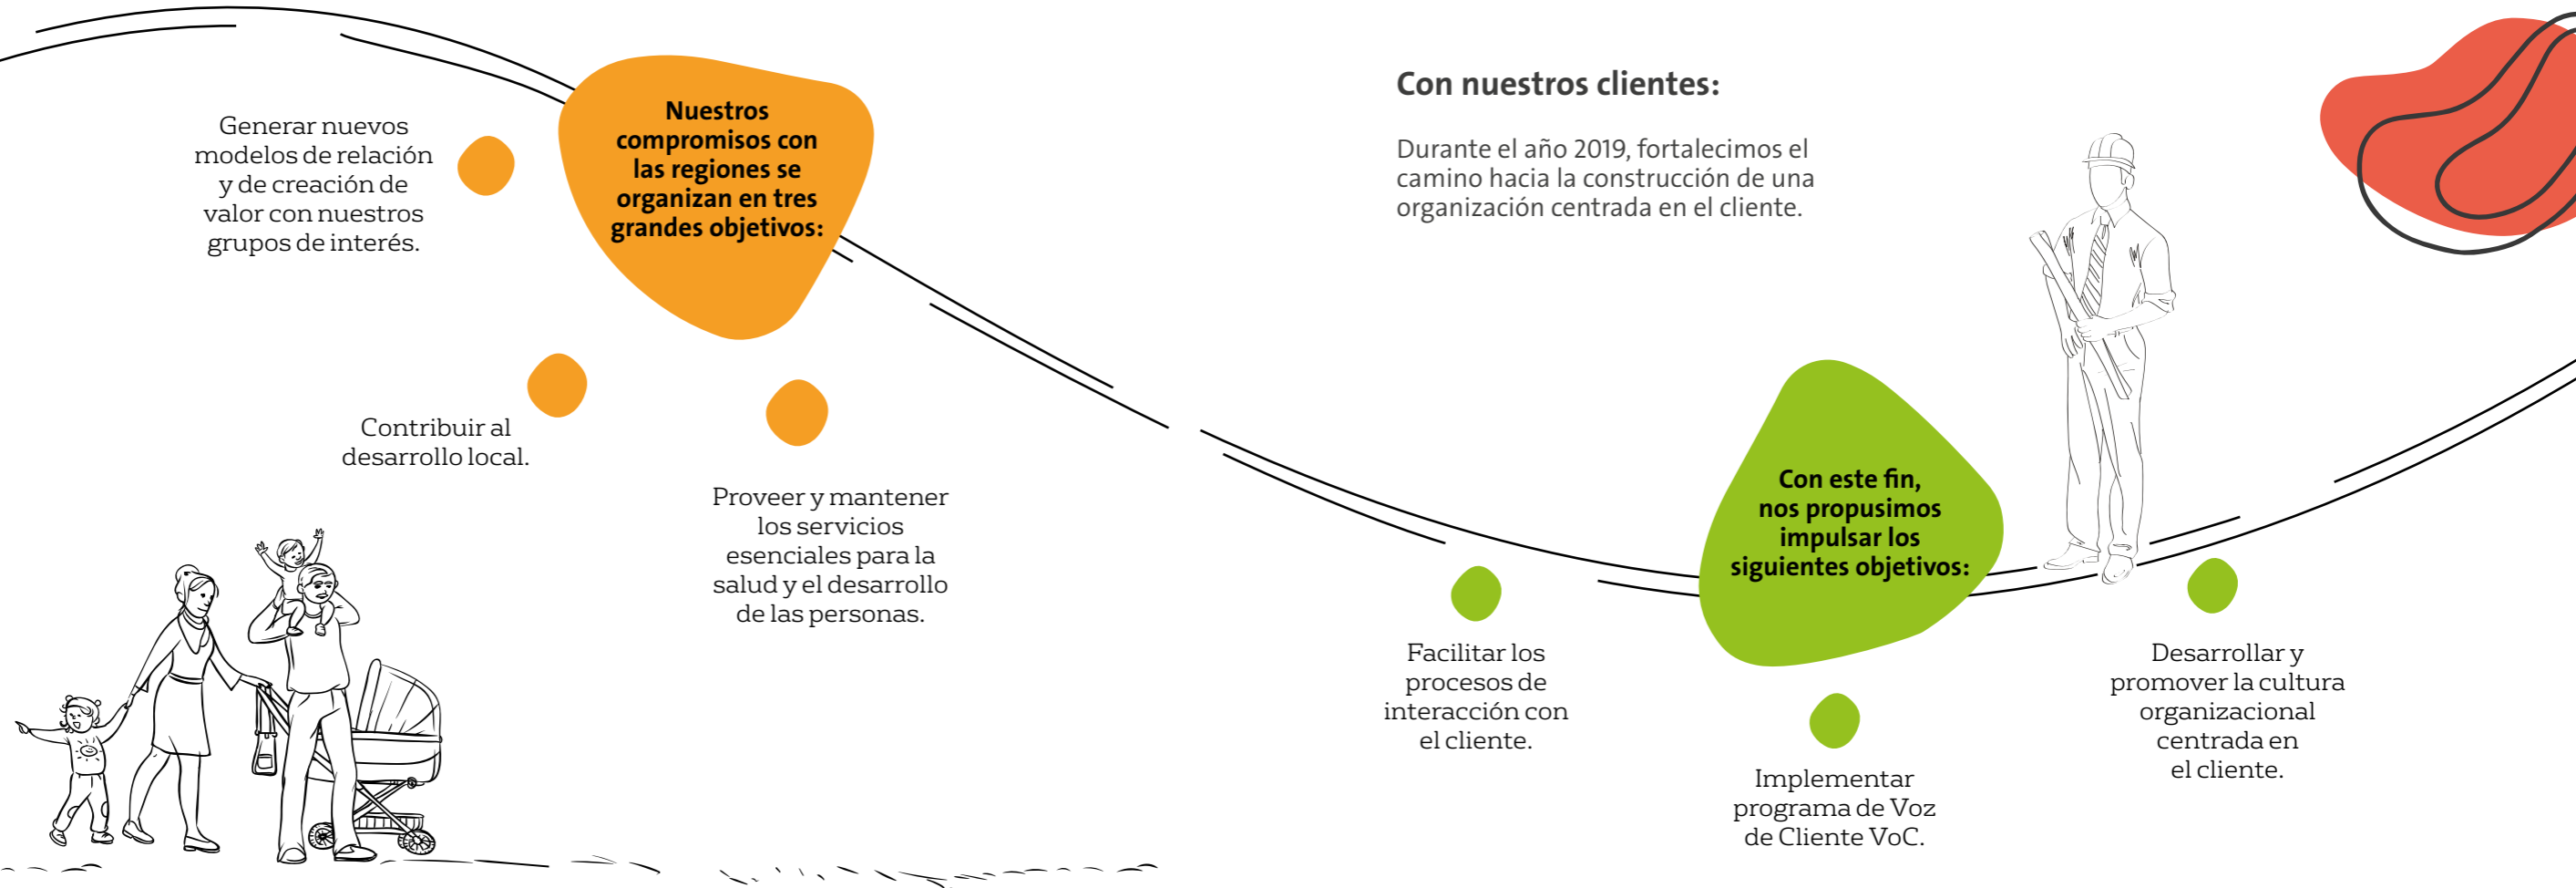 Nuestros
compromisos con
las regiones se
organizan en tres
grandes objetivos:
Generar nuevos
modelos de relación
y de creación de
valor con nuestros
grupos de interés.
Contribuir al
desarrollo local.
Proveer y mantener
los servicios
esenciales para la
salud y el desarrollo
de las personas.
Con nuestros clientes:
Durante el año 2019, fortalecimos el
camino hacia la construcción de una
organización centrada en el cliente.
Con este fin,
nos propusimos
impulsar los
siguientes objetivos:
Facilitar los
procesos de
interacción con
el cliente.
Implementar
programa de Voz
de Cliente VoC.
Desarrollar y
promover la cultura
organizacional
centrada en
el cliente.